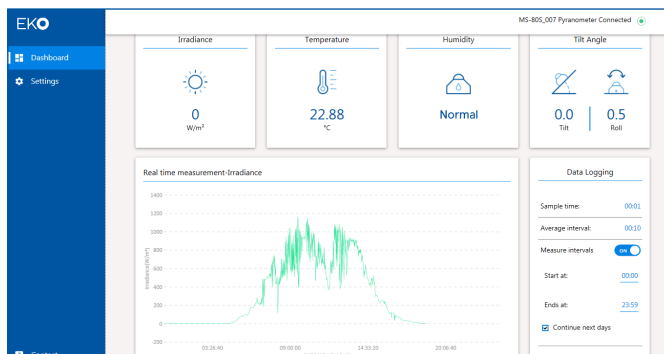 EKO
MS-80S_007 Pyranometer Connected
Dashboard
Settings
Irradiance
0
W/m²
Temperature
22.88
°C
Humidity
Normal
Tilt Angle
0.0
Tilt
0.5
Roll
Real time measurement-Irradiance
Irradiance(W/m²)
1400
1200
1000
800
600
400
200
0
-200
03:26:40
09:00:00
14:33:20
20:06:40
Data Logging
Sample time: 00:01
Average interval: 00:10
Measure intervals ON
Start at: 00:00
Ends at: 23:59
Continue next days